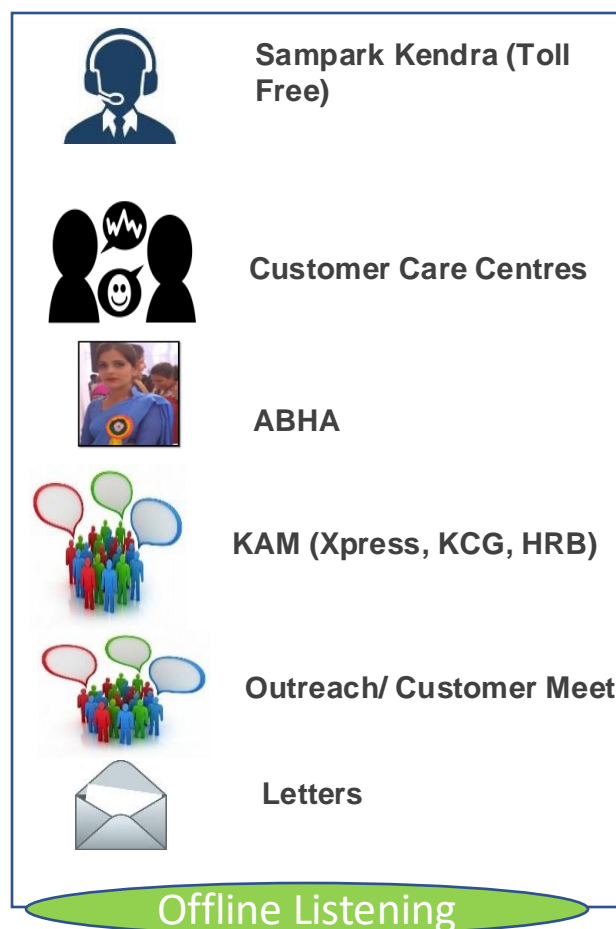 Sampark Kendra (Toll
Free)
Customer Care Centres
ABHA
KAM (Xpress, KCG, HRB)
Outreach/ Customer Meet
Letters
Offline Listening